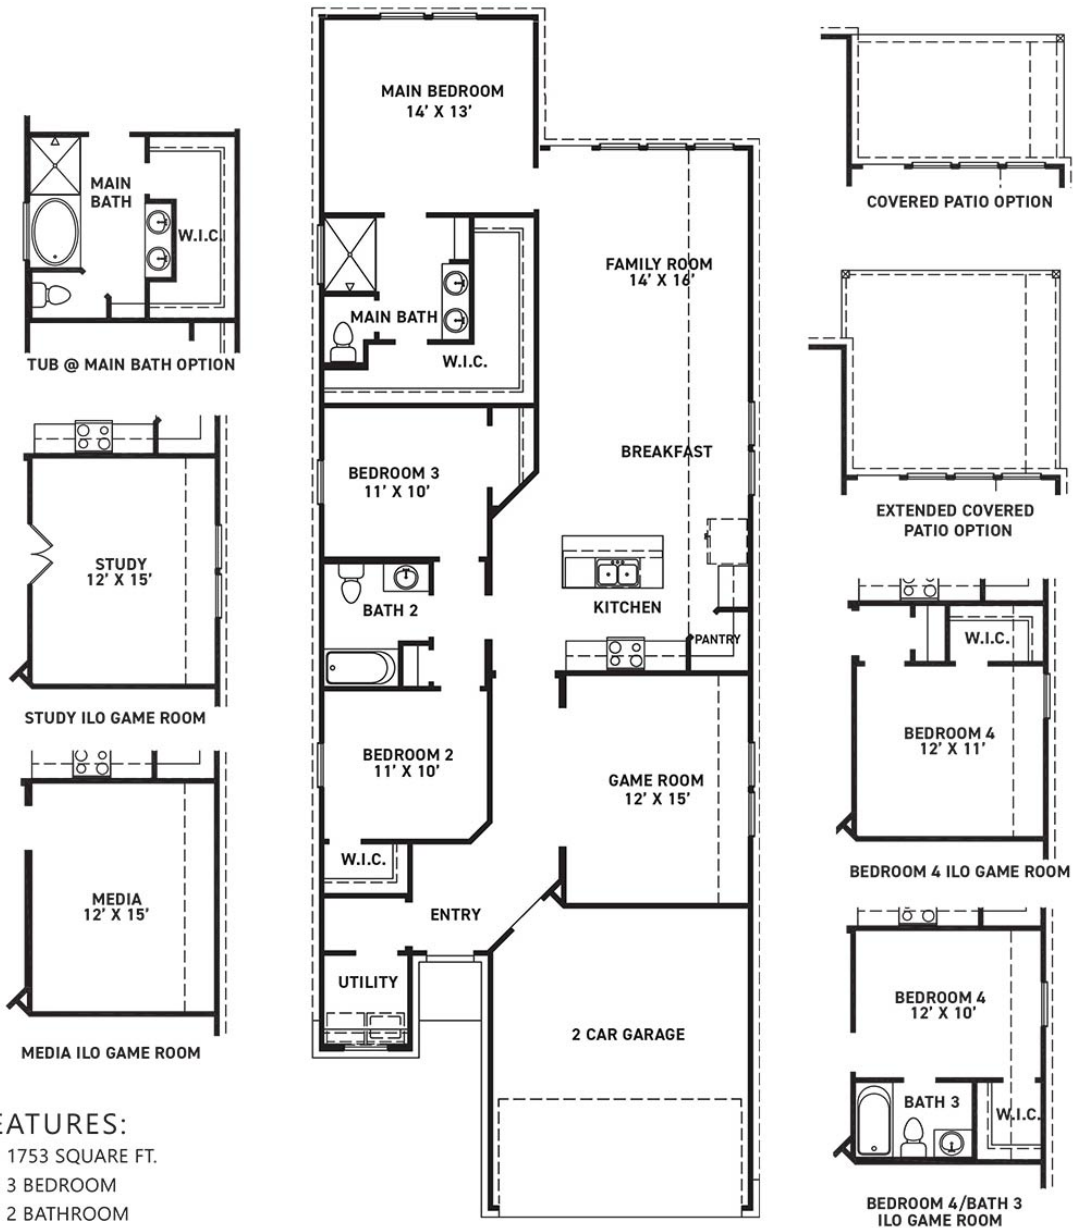 MAIN BEDROOM
14' X 13'
MAIN BATH
W.I.C.
FAMILY ROOM
14' X 16'
BREAKFAST
BEDROOM 3
11' X 10'
BATH 2
KITCHEN
PANTRY
BEDROOM 2
11' X 10'
GAME ROOM
12' X 15'
W.I.C.
ENTRY
UTILITY
2 CAR GARAGE
MAIN
BATH
W.I.C.
TUB @ MAIN BATH OPTION
STUDY
12' X 15'
STUDY ILO GAME ROOM
MEDIA
12' X 15'
MEDIA ILO GAME ROOM
EATURES:
1753 SQUARE FT.
3 BEDROOM
2 BATHROOM
COVERED PATIO OPTION
EXTENDED COVERED
PATIO OPTION
W.I.C.
BEDROOM 4
12' X 11'
BEDROOM 4 ILO GAME ROOM
BEDROOM 4
12' X 10'
BATH 3
W.I.C.
BEDROOM 4/BATH 3
ILO GAME ROOM